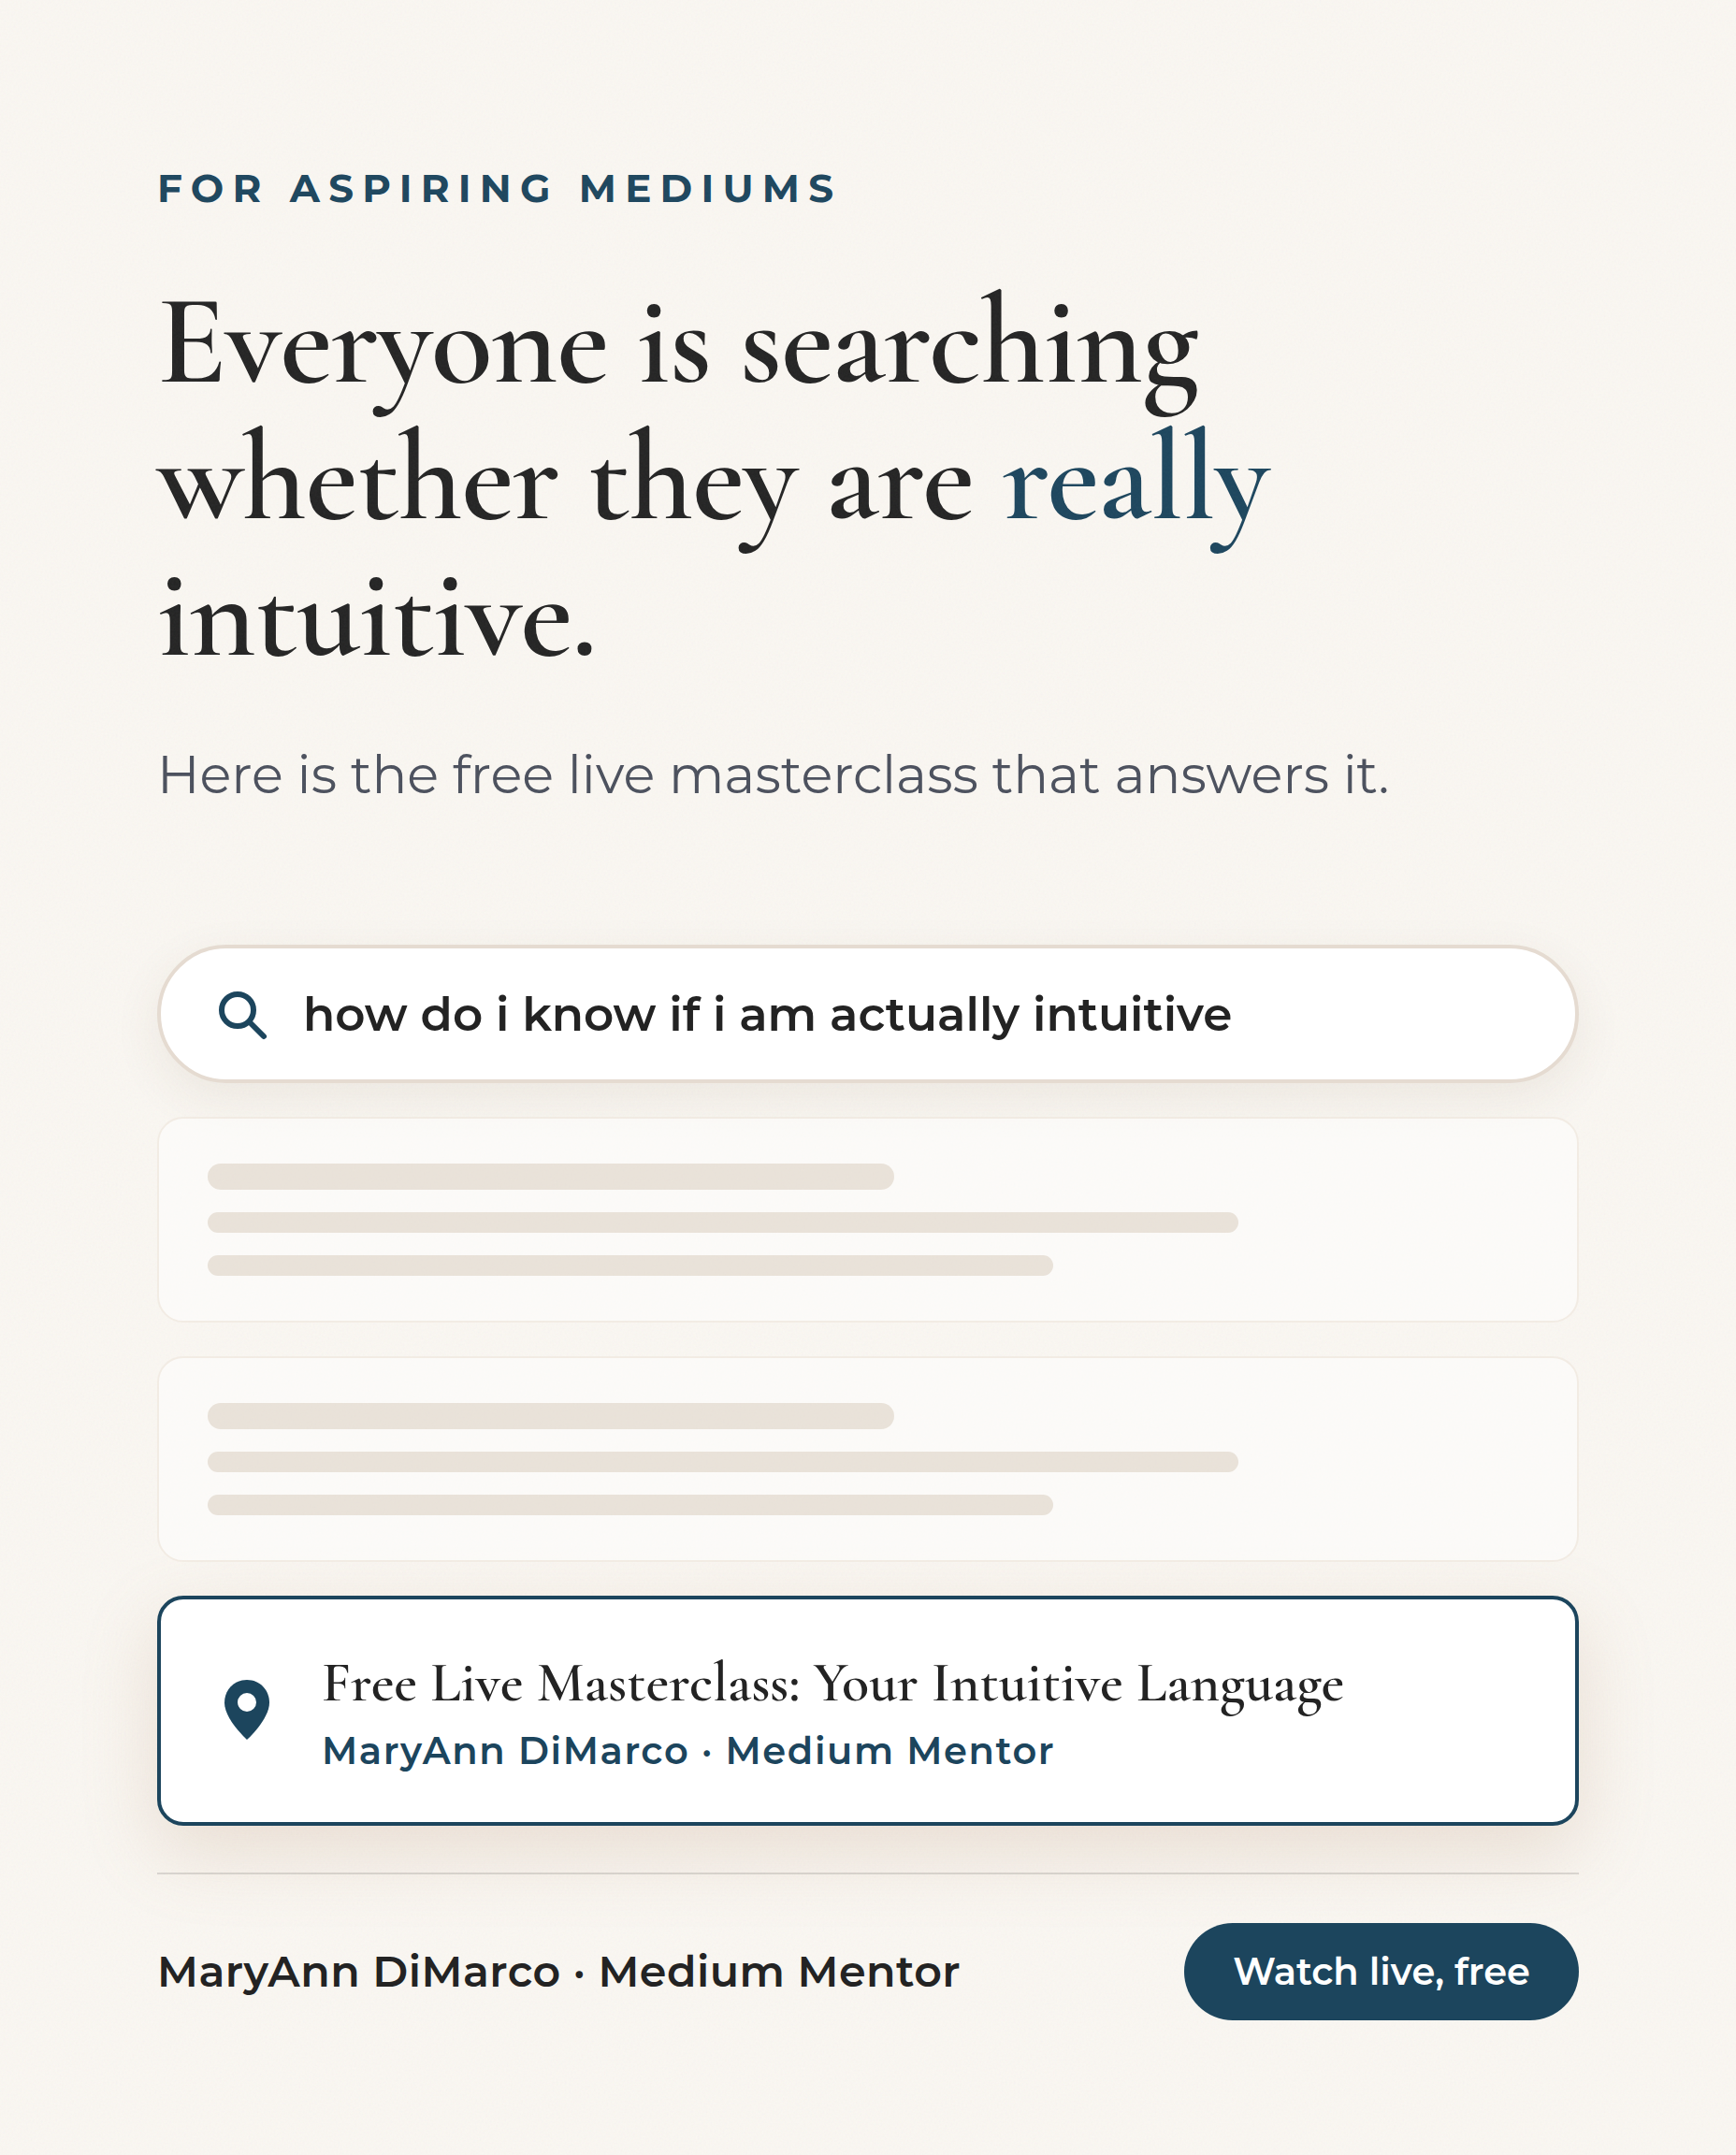 FOR ASPIRING MEDIUMS
Everyone is searching
whether they are really
intuitive.
Here is the free live masterclass that answers it.
how do i know if i am actually intuitive
Free Live Masterclass: Your Intuitive Language
MaryAnn DiMarco · Medium Mentor
MaryAnn DiMarco · Medium Mentor
Watch live, free